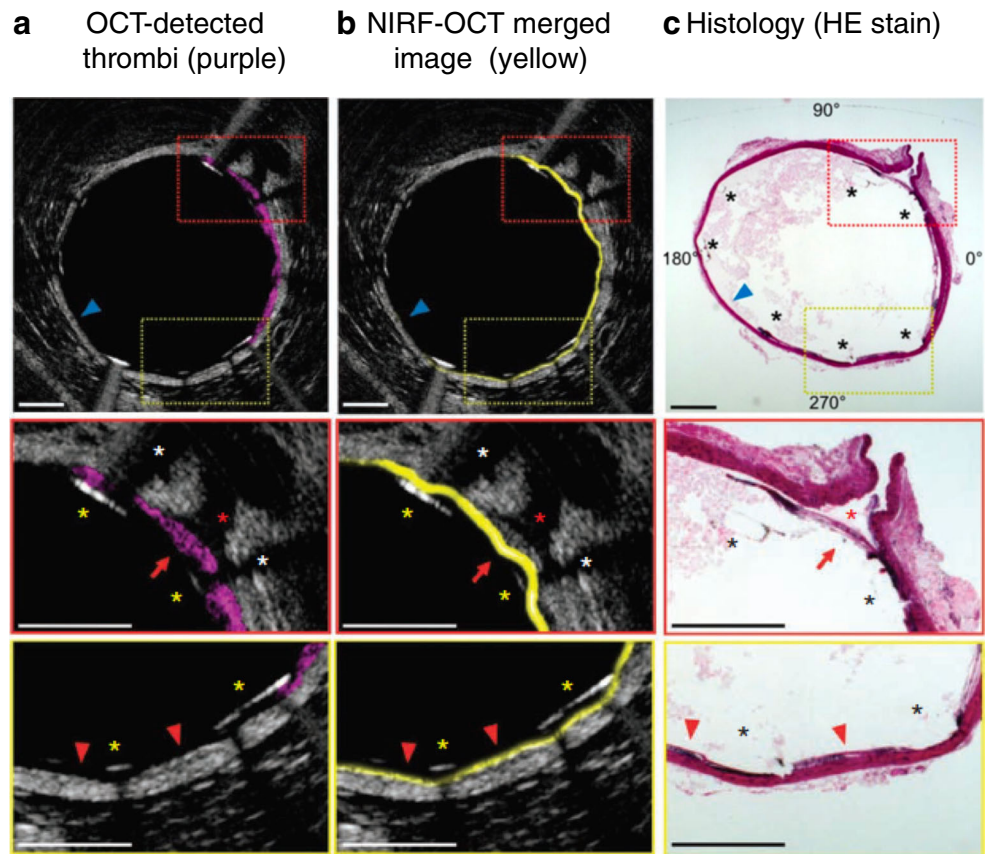 a OCT-detected thrombi (purple)
b NIRF-OCT merged image (yellow)
c Histology (HE stain)
90°
180°
0°
270°